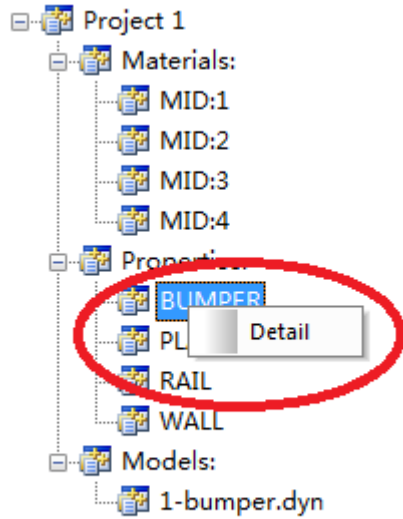 Project 1
Materials:
MID:1
MID:2
MID:3
MID:4
Properties:
BUMPER
Detail
RAIL
WALL
Models:
1-bumper.dyn